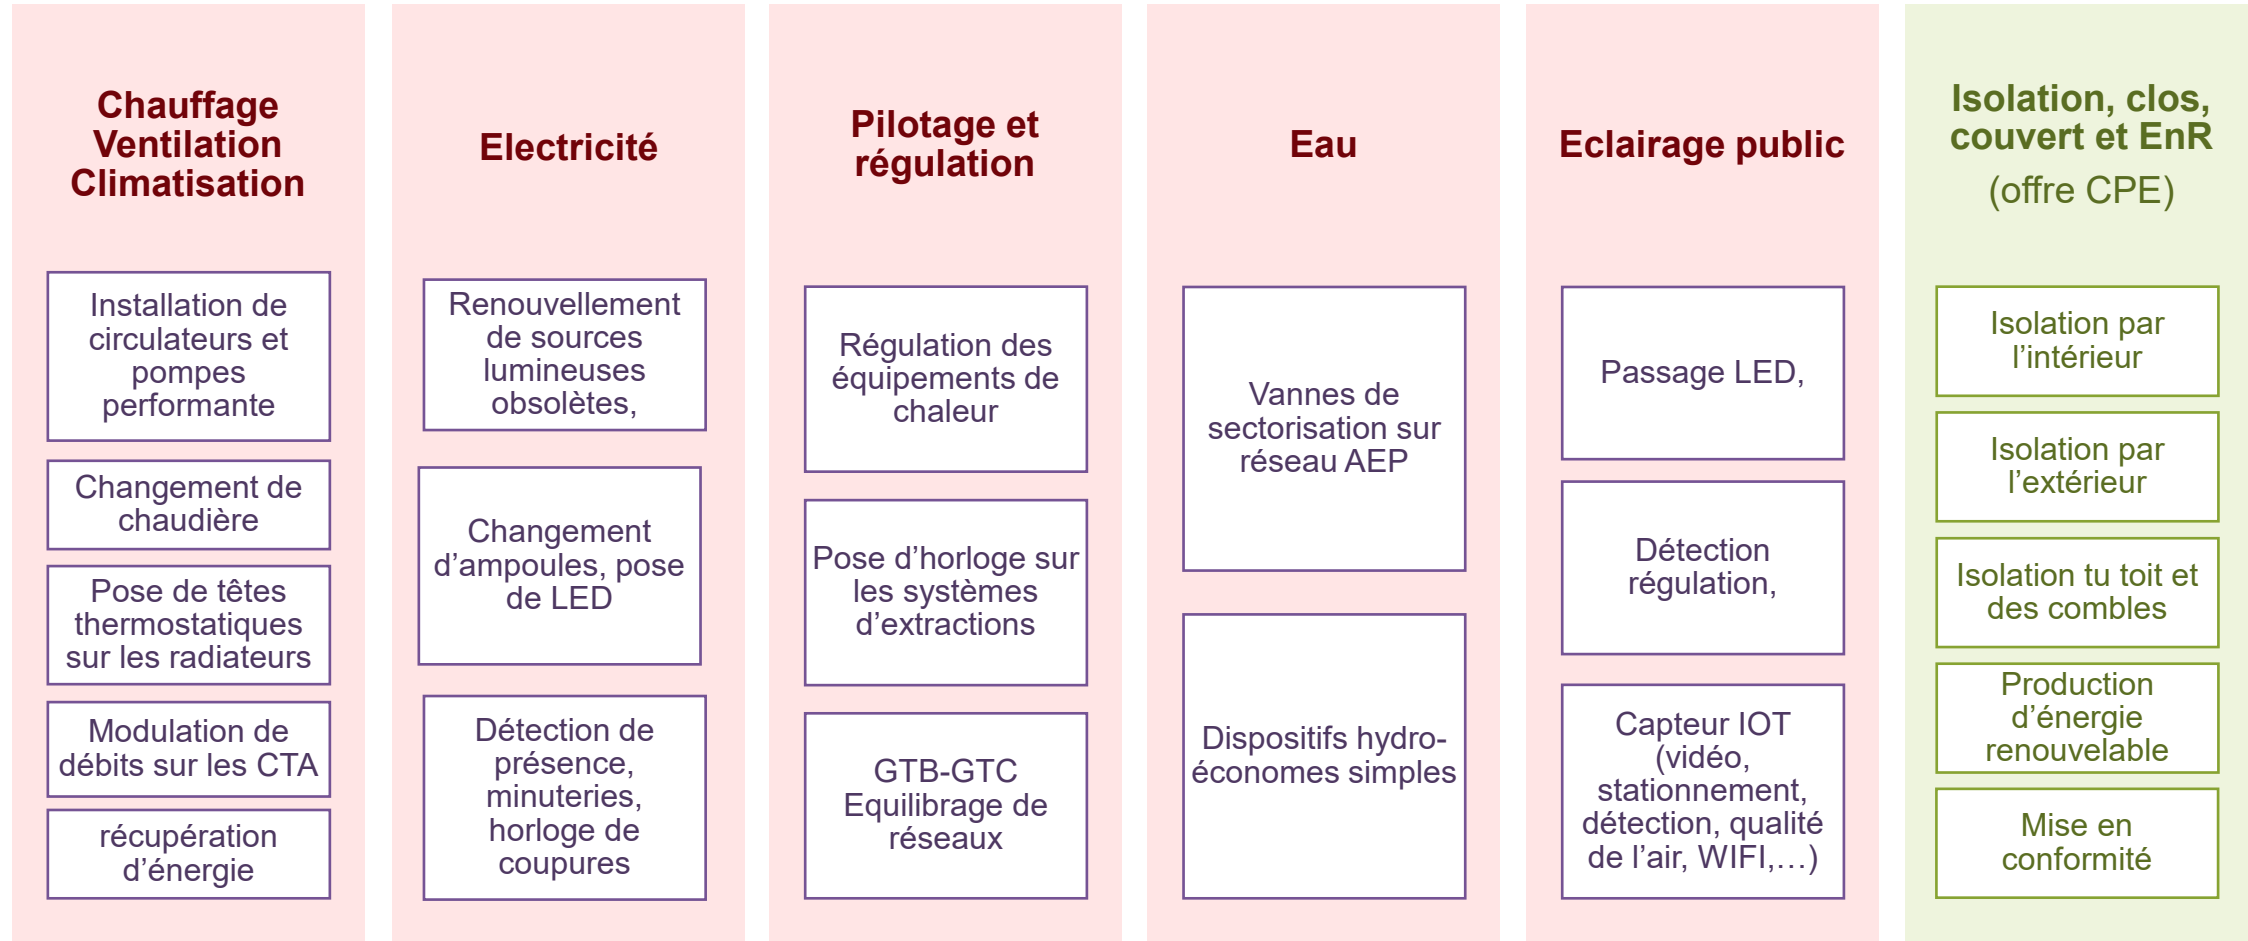 Chauffage
Ventilation
Climatisation
Installation de
circulateurs et
pompes
performante
Changement de
chaudière
Pose de têtes
thermostatiques
sur les radiateurs
Modulation de
débits sur les CTA
récupération
d’énergie
Electricité
Renouvellement
de sources
lumineuses
obsolètes,
Changement
d’ampoules, pose
de LED
Détection de
présence,
minuteries,
horloge de
coupures
Pilotage et
régulation
Régulation des
équipements de
chaleur
Pose d’horloge sur
les systèmes
d’extractions
GTB-GTC
Equilibrage de
réseaux
Eau
Vannes de
sectorisation sur
réseau AEP
Dispositifs hydro-
économes simples
Eclairage public
Passage LED,
Détection
régulation,
Capteur IOT
(vidéo,
stationnement,
détection, qualité
de l’air, WIFI,…)
Isolation, clos,
couvert et EnR
(offre CPE)
Isolation par
l’intérieur
Isolation par
l’extérieur
Isolation tu toit et
des combles
Production
d’énergie
renouvelable
Mise en
conformité